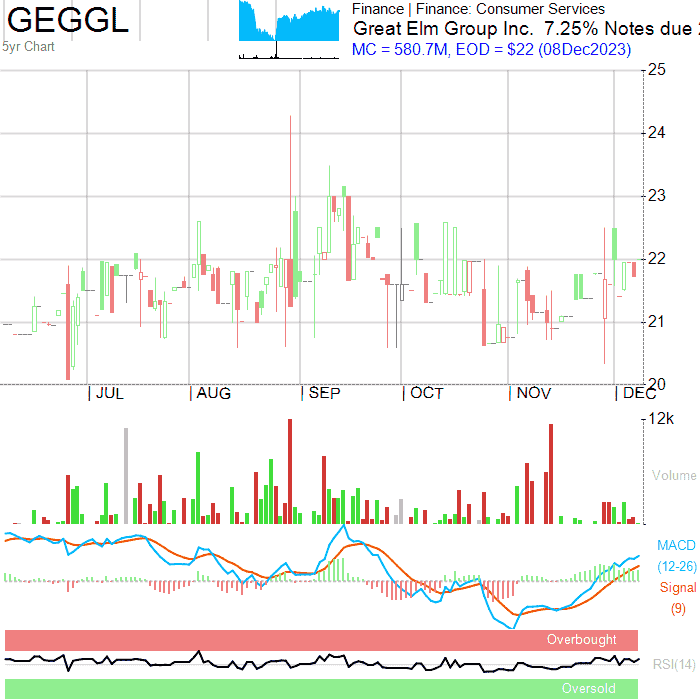 GEGGL
5yr Chart
Finance | Finance: Consumer Services
Great Elm Group Inc. 7.25% Notes due
MC = 580.7M, EOD = $22 (08Dec2023)
25
24
23
22
21
20
JUL AUG SEP OCT NOV DEC
12k
Volume
MACD
(12-26)
Signal
(9)
Overbought
RSI(14)
Oversold